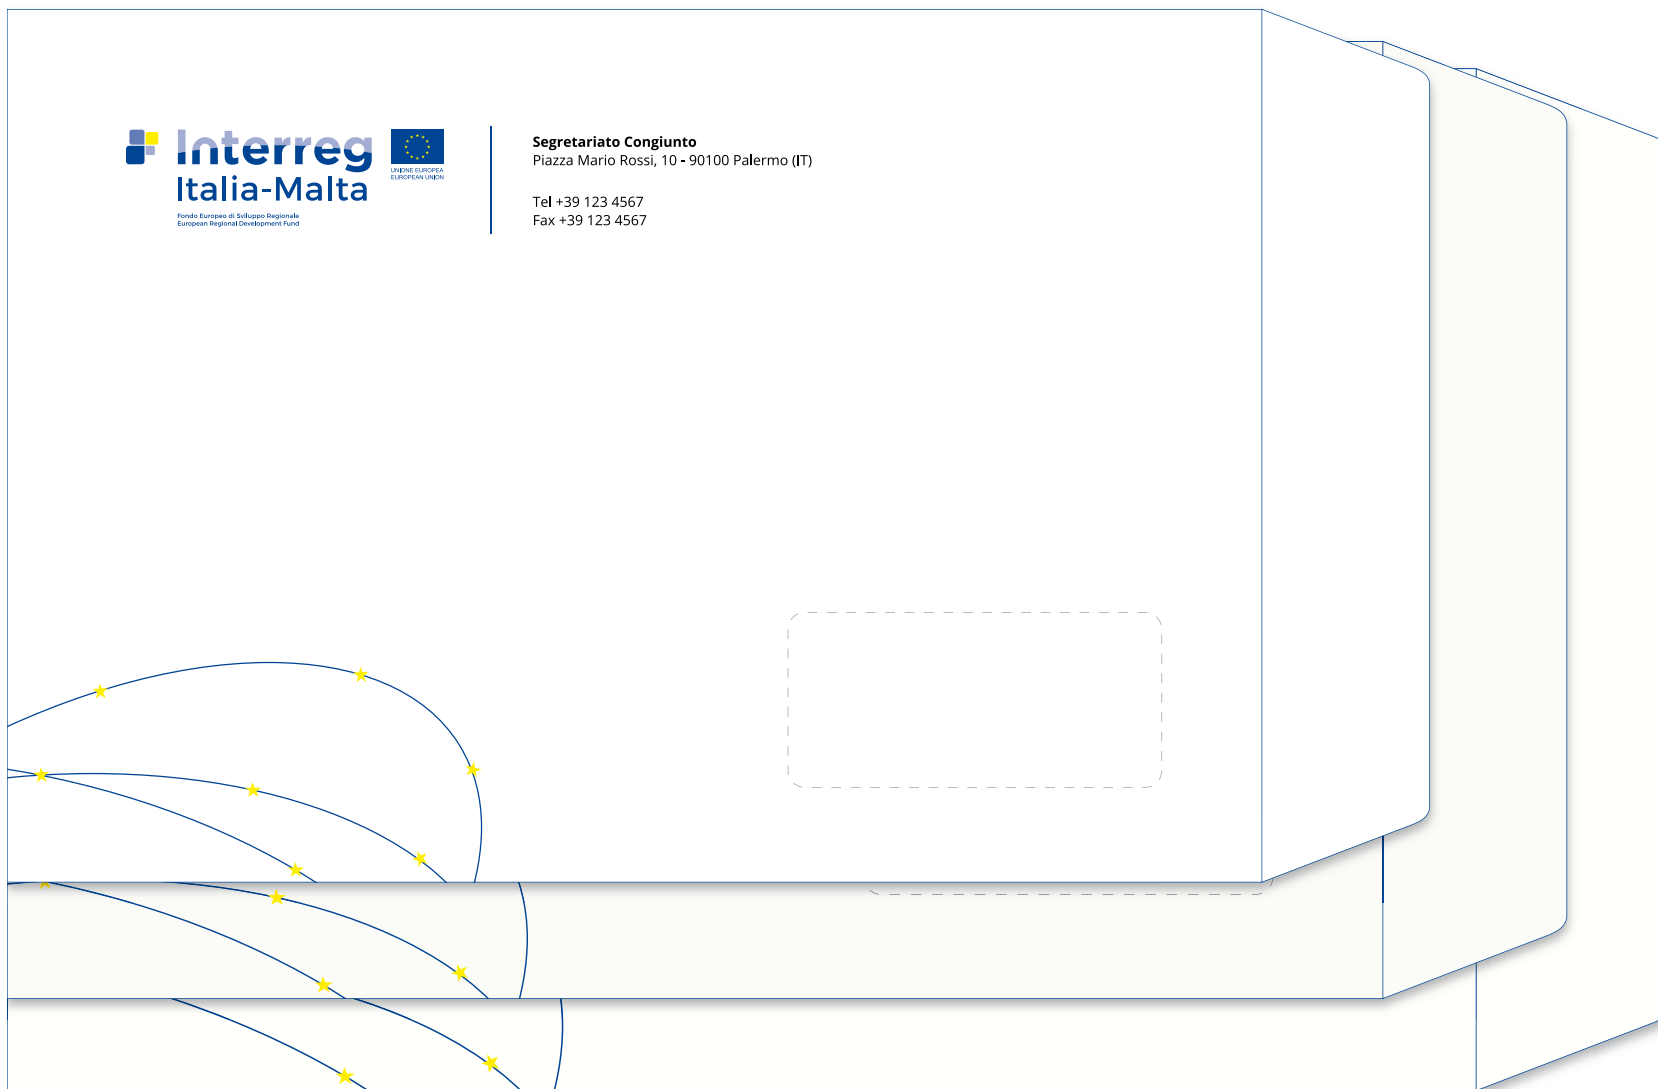 Interreg
Italia-Malta
Fondo Europeo di Sviluppo Regionale
European Regional Development Fund
UNIONE EUROPEA
EUROPEAN UNION
Segretariato Congiunto
Piazza Mario Rossi, 10 - 90100 Palermo (IT)
Tel +39 123 4567
Fax +39 123 4567